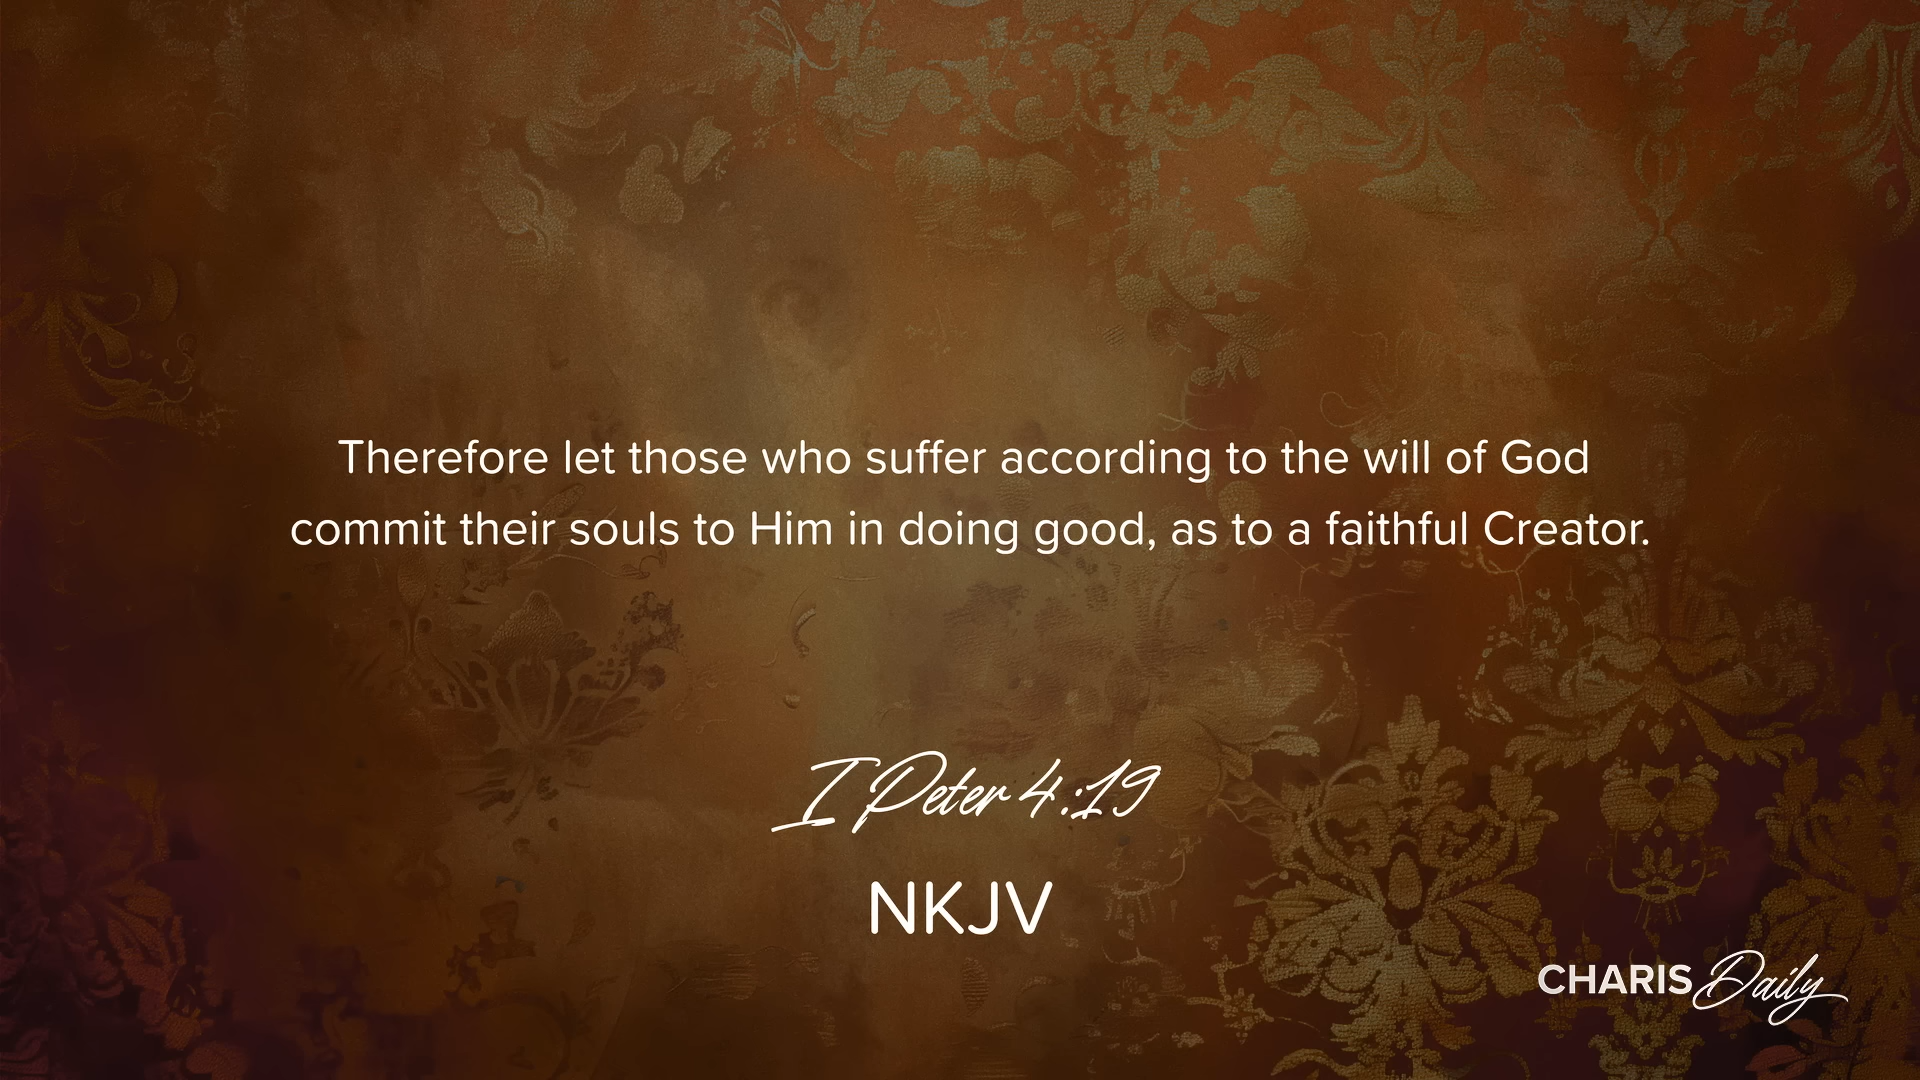 Therefore let those who suffer according to the will of God
commit their souls to Him in doing good, as to a faithful Creator.
I Peter 4:19
NKJV
CHARIS Daily